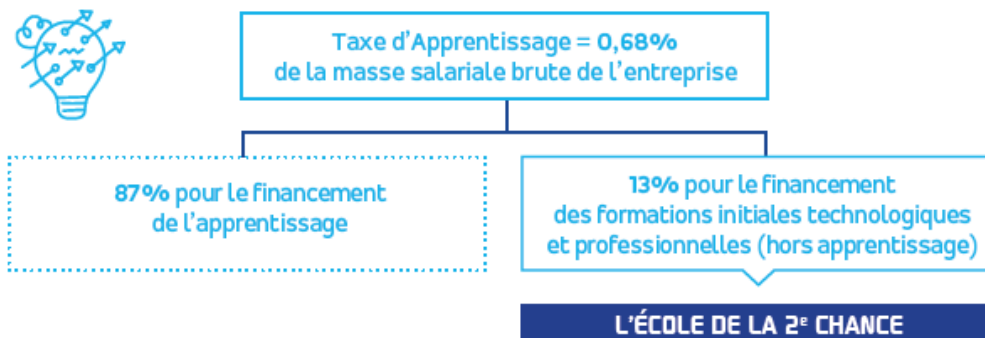 Taxe d'Apprentissage = 0,68%
de la masse salariale brute de l'entreprise
87% pour le financement
de l'apprentissage
13% pour le financement
des formations initiales technologiques
et professionnelles (hors apprentissage)
L'ÉCOLE DE LA 2e CHANCE